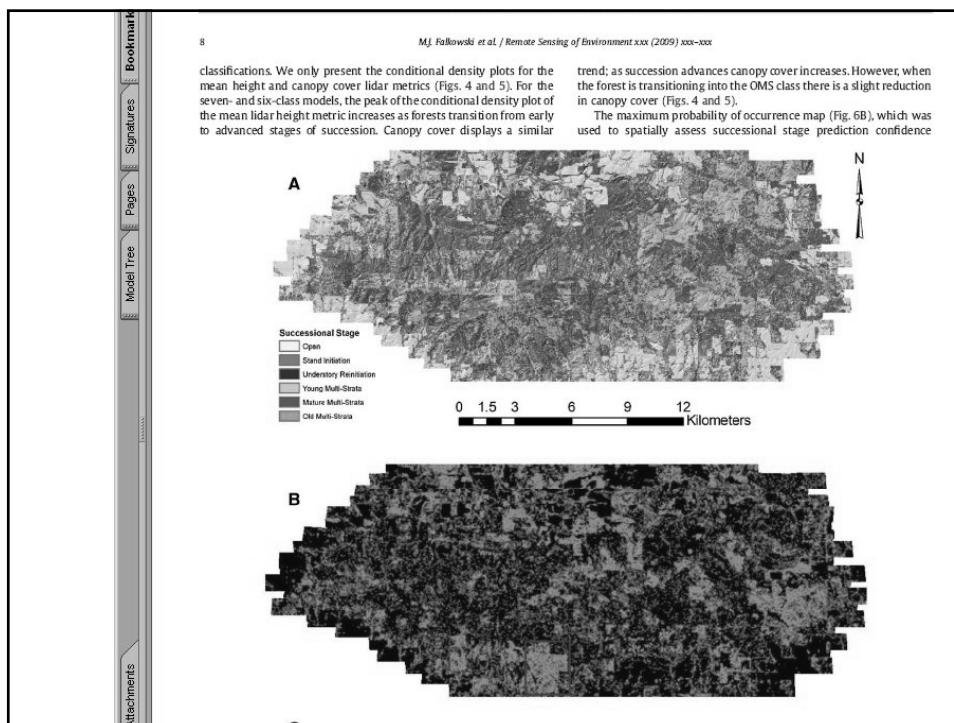 Bookmark
Signatures
Pages
Model Tree
Attachments
8
M.J. Falkowski et al. / Remote Sensing of Environment xxx (2009) xxx–xxx
classifications. We only present the conditional density plots for the
mean height and canopy cover lidar metrics (Figs. 4 and 5). For the
seven- and six-class models, the peak of the conditional density plot of
the mean lidar height metric increases as forests transition from early
to advanced stages of succession. Canopy cover displays a similar
trend; as succession advances canopy cover increases. However, when
the forest is transitioning into the OMS class there is a slight reduction
in canopy cover (Figs. 4 and 5).
The maximum probability of occurrence map (Fig. 6B), which was
used to spatially assess successional stage prediction confidence
A
N
Successional Stage
Open
Stand Initiation
Understory Reinitiation
Young Multi-Strata
Mature Multi-Strata
Old Multi-Strata
0 1.5 3 6 9 12
Kilometers
B